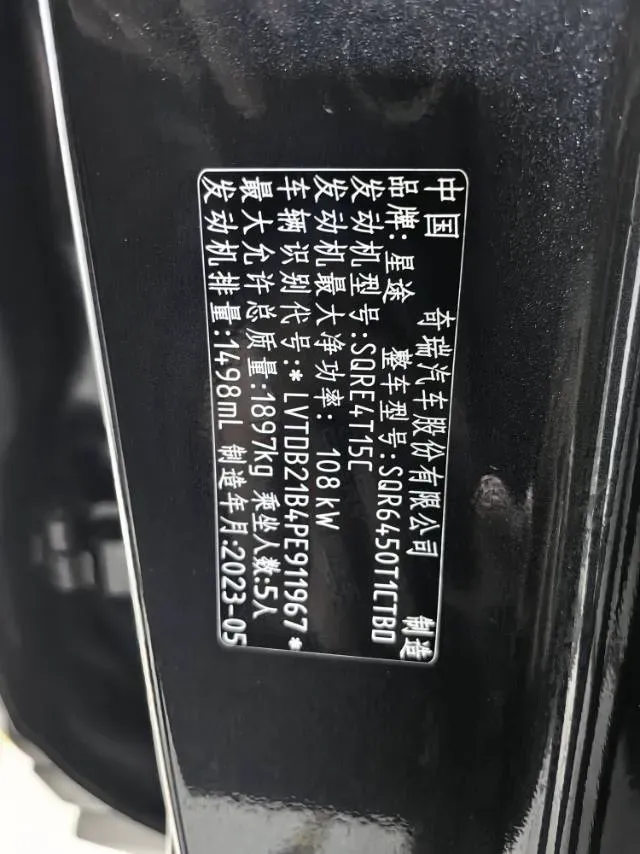 中国 奇瑞汽车股份有限公司 制造
品牌:星途 整车型号:SQR6450T1CTB0
发动机型号:SQRE4T15C
发动机最大净功率: 108 kW
车辆识别代号:*LVTDB21B4PE911967*
最大允许总质量:1897kg 乘坐人数:5人
发动机排量:1498mL 制造年月:2023-05